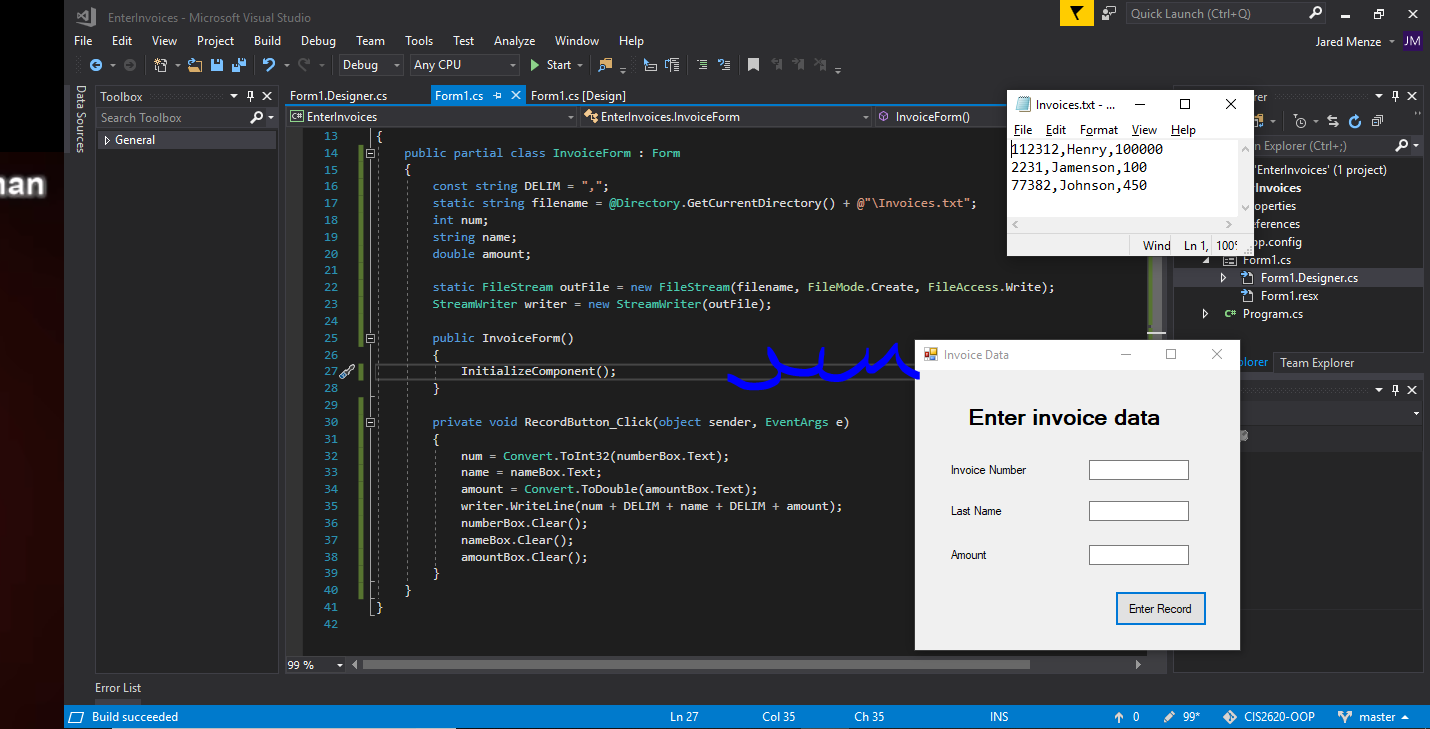 EnterInvoices - Microsoft Visual Studio
Quick Launch (Ctrl+Q)
File Edit View Project Build Debug Team Tools Test Analyze Window Help
Jared Menze JM
Debug Any CPU Start
Data Sources
Toolbox
Search Toolbox
General
Form1.Designer.cs Form1.cs Form1.cs [Design]
EnterInvoices EnterInvoices.InvoiceForm InvoiceForm()
13 {
14 public partial class InvoiceForm : Form
15 {
16 const string DELIM = ",";
17 static string filename = @Directory.GetCurrentDirectory() + @"\Invoices.txt";
18 int num;
19 string name;
20 double amount;
21
22 static FileStream outFile = new FileStream(filename, FileMode.Create, FileAccess.Write);
23 StreamWriter writer = new StreamWriter(outFile);
24
25 public InvoiceForm()
26 {
27 InitializeComponent();
28 }
29
30 private void RecordButton_Click(object sender, EventArgs e)
31 {
32 num = Convert.ToInt32(numberBox.Text);
33 name = nameBox.Text;
34 amount = Convert.ToDouble(amountBox.Text);
35 writer.WriteLine(num + DELIM + name + DELIM + amount);
36 numberBox.Clear();
37 nameBox.Clear();
38 amountBox.Clear();
39 }
40 }
41 }
42
99 %
Invoices.txt - ...
File Edit Format View Help
112312,Henry,100000
2231,Jamenson,100
77382,Johnson,450
Wind Ln 1, 100%
orer
n Explorer (Ctrl+;)
'EnterInvoices' (1 project)
Invoices
operties
eferences
pp.config
Form1.cs
Form1.Designer.cs
Form1.resx
Program.cs
plorer Team Explorer
Invoice Data
Enter invoice data
Invoice Number
Last Name
Amount
Enter Record
nan
Error List
Build succeeded Ln 27 Col 35 Ch 35 INS 0 99* CIS2620-OOP master